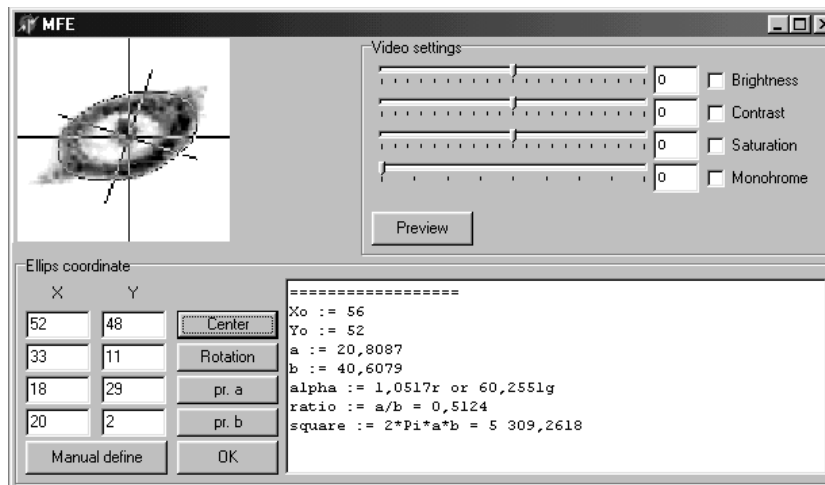 MFE
Video settings
0 Brightness
0 Contrast
0 Saturation
0 Monohrome
Preview
Ellips coordinate
X Y
52 48 Center
33 11 Rotation
18 29 pr. a
20 2 pr. b
Manual define OK
==================
Xo := 56
Yo := 52
a := 20,8087
b := 40,6079
alpha := 1,0517r or 60,2551g
ratio := a/b = 0,5124
square := 2*Pi*a*b = 5 309,2618